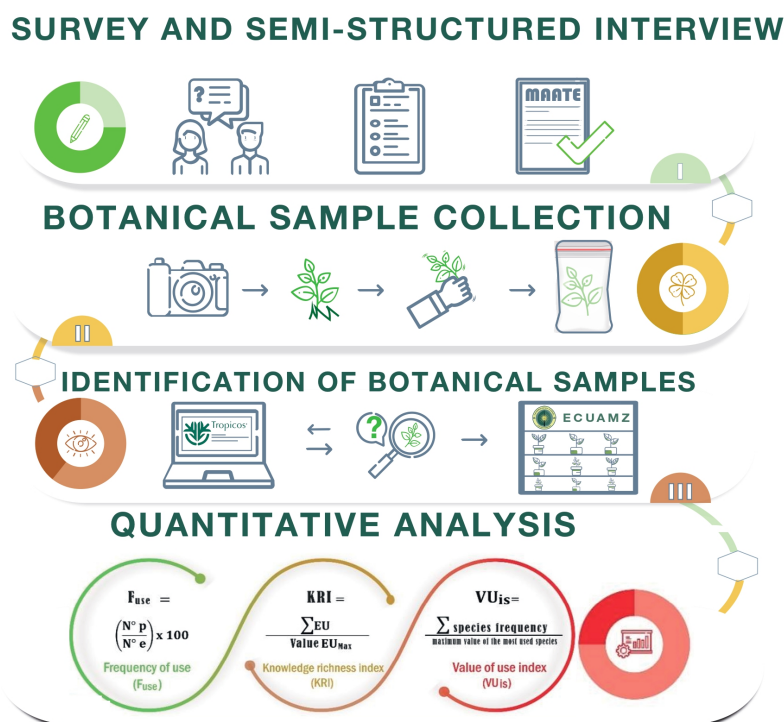 SURVEY AND SEMI-STRUCTURED INTERVIEW
?
MAATE
I
BOTANICAL SAMPLE COLLECTION
II
IDENTIFICATION OF BOTANICAL SAMPLES
Tropicos
?
ECUAMZ
III
QUANTITATIVE ANALYSIS
Fuse =
(N° p
N° e) x 100
Frequency of use
(Fuse)
KRI =
∑EU
Value EUMax
Knowledge richness index
(KRI)
VUis=
∑ species frequency
maximum value of the most used species
Value of use index
(VUis)